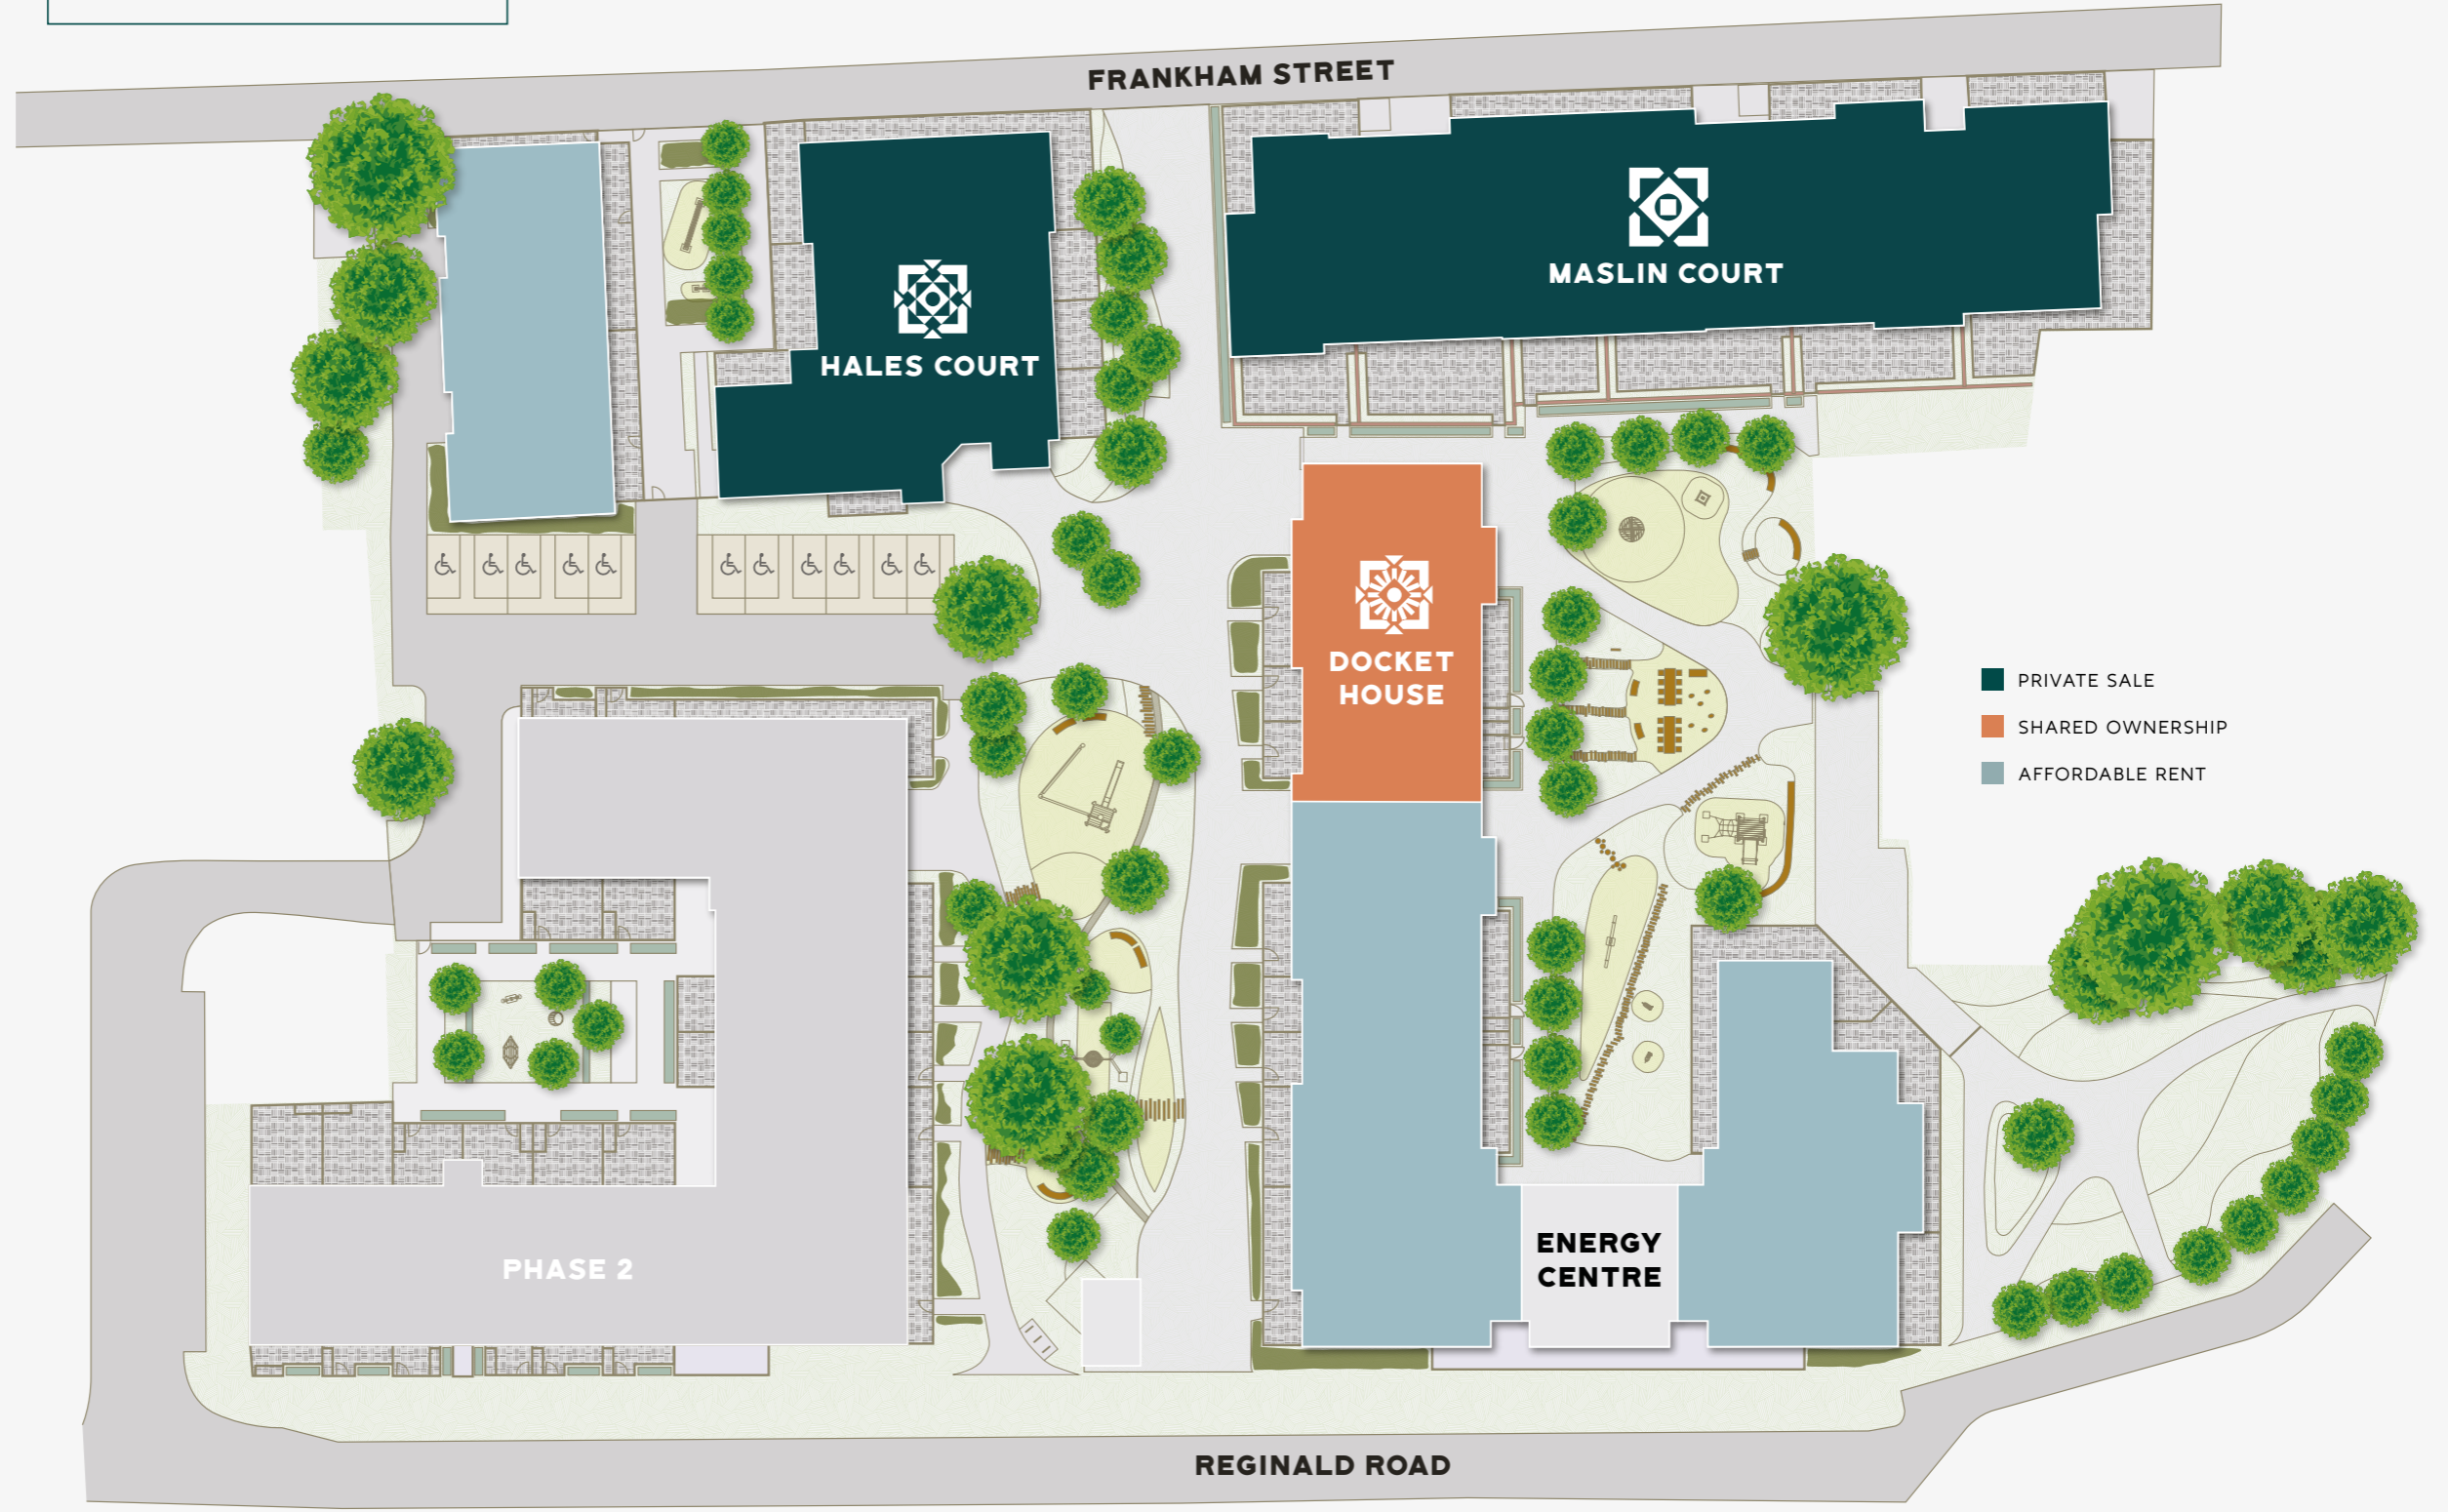 FRANKHAM STREET
MASLIN COURT
HALES COURT
DOCKET
HOUSE
PRIVATE SALE
SHARED OWNERSHIP
AFFORDABLE RENT
ENERGY
CENTRE
PHASE 2
REGINALD ROAD